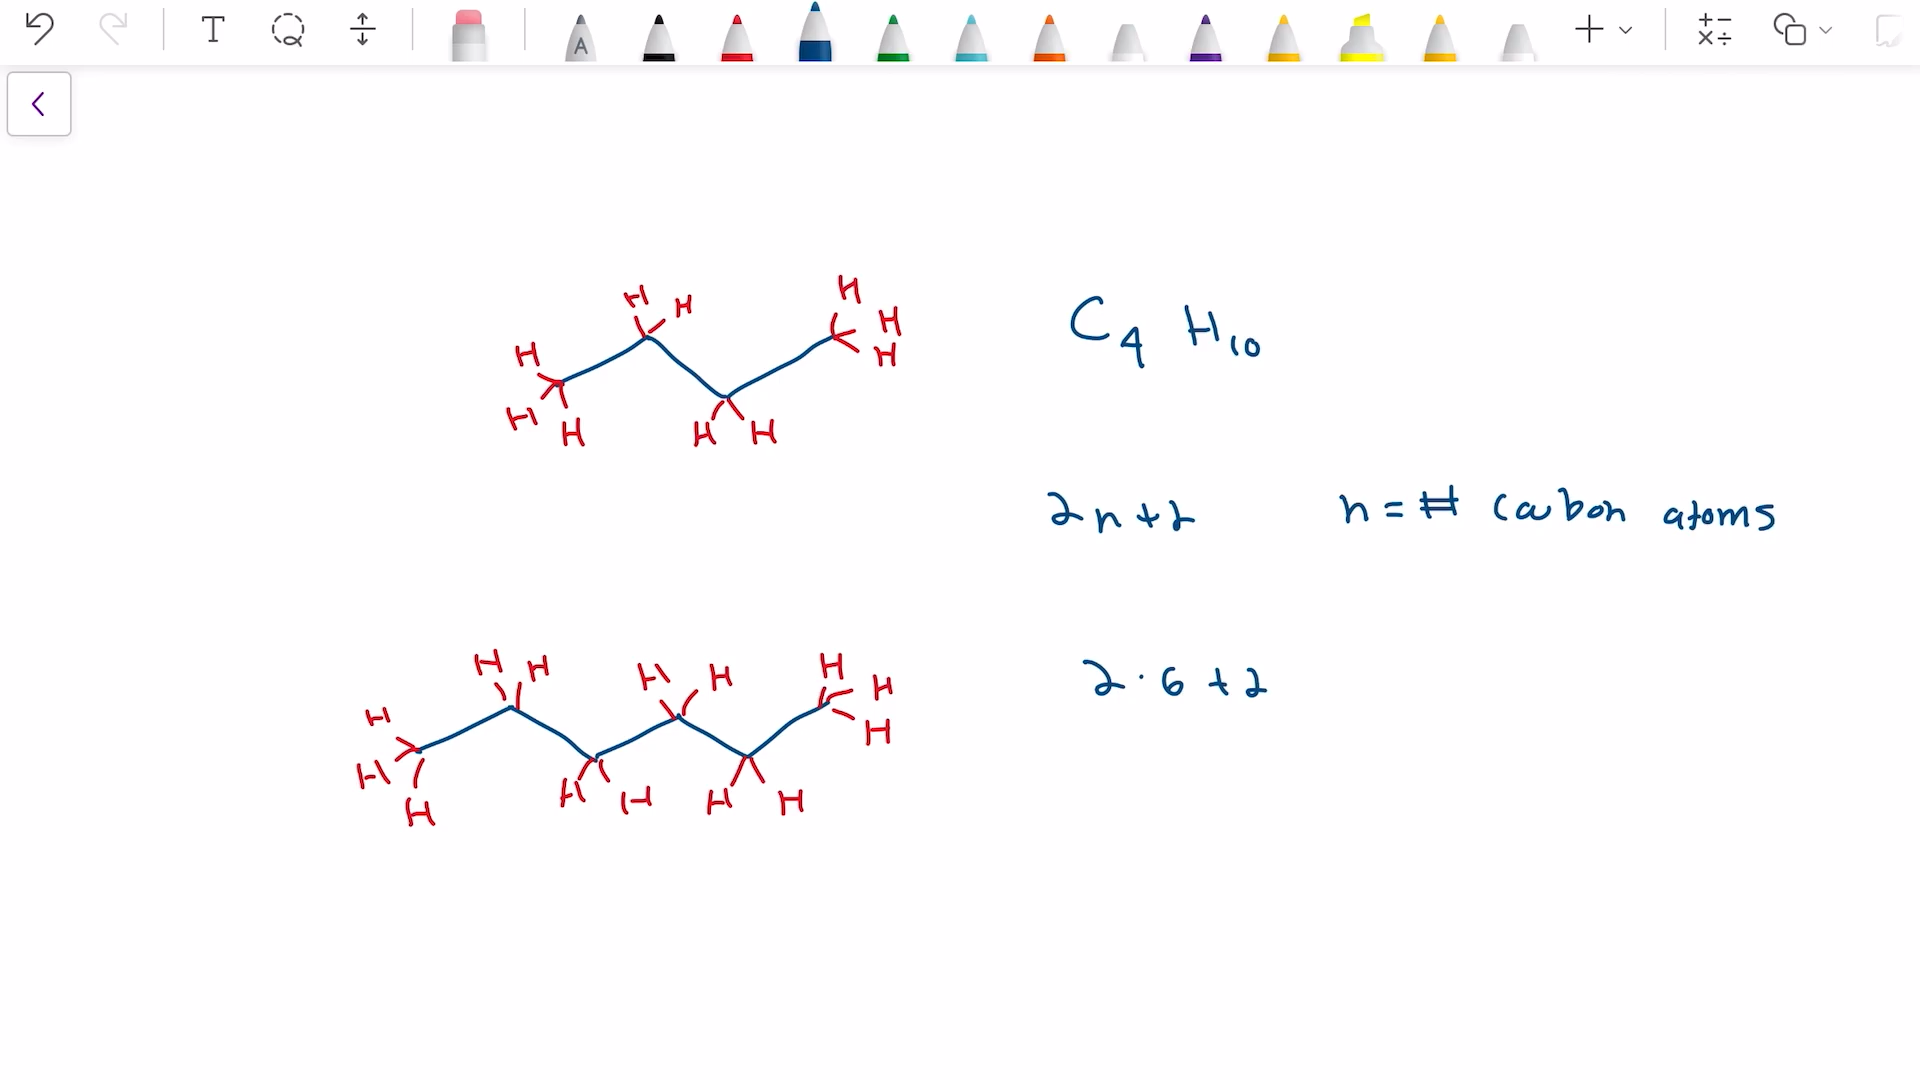 T
A
H
H H H
C₄ H₁₀
H
H
H
H
H
H H
2n+2 n = # carbon atoms
H H H H H
H
2·6 + 2
H
H
H
H H H H
H